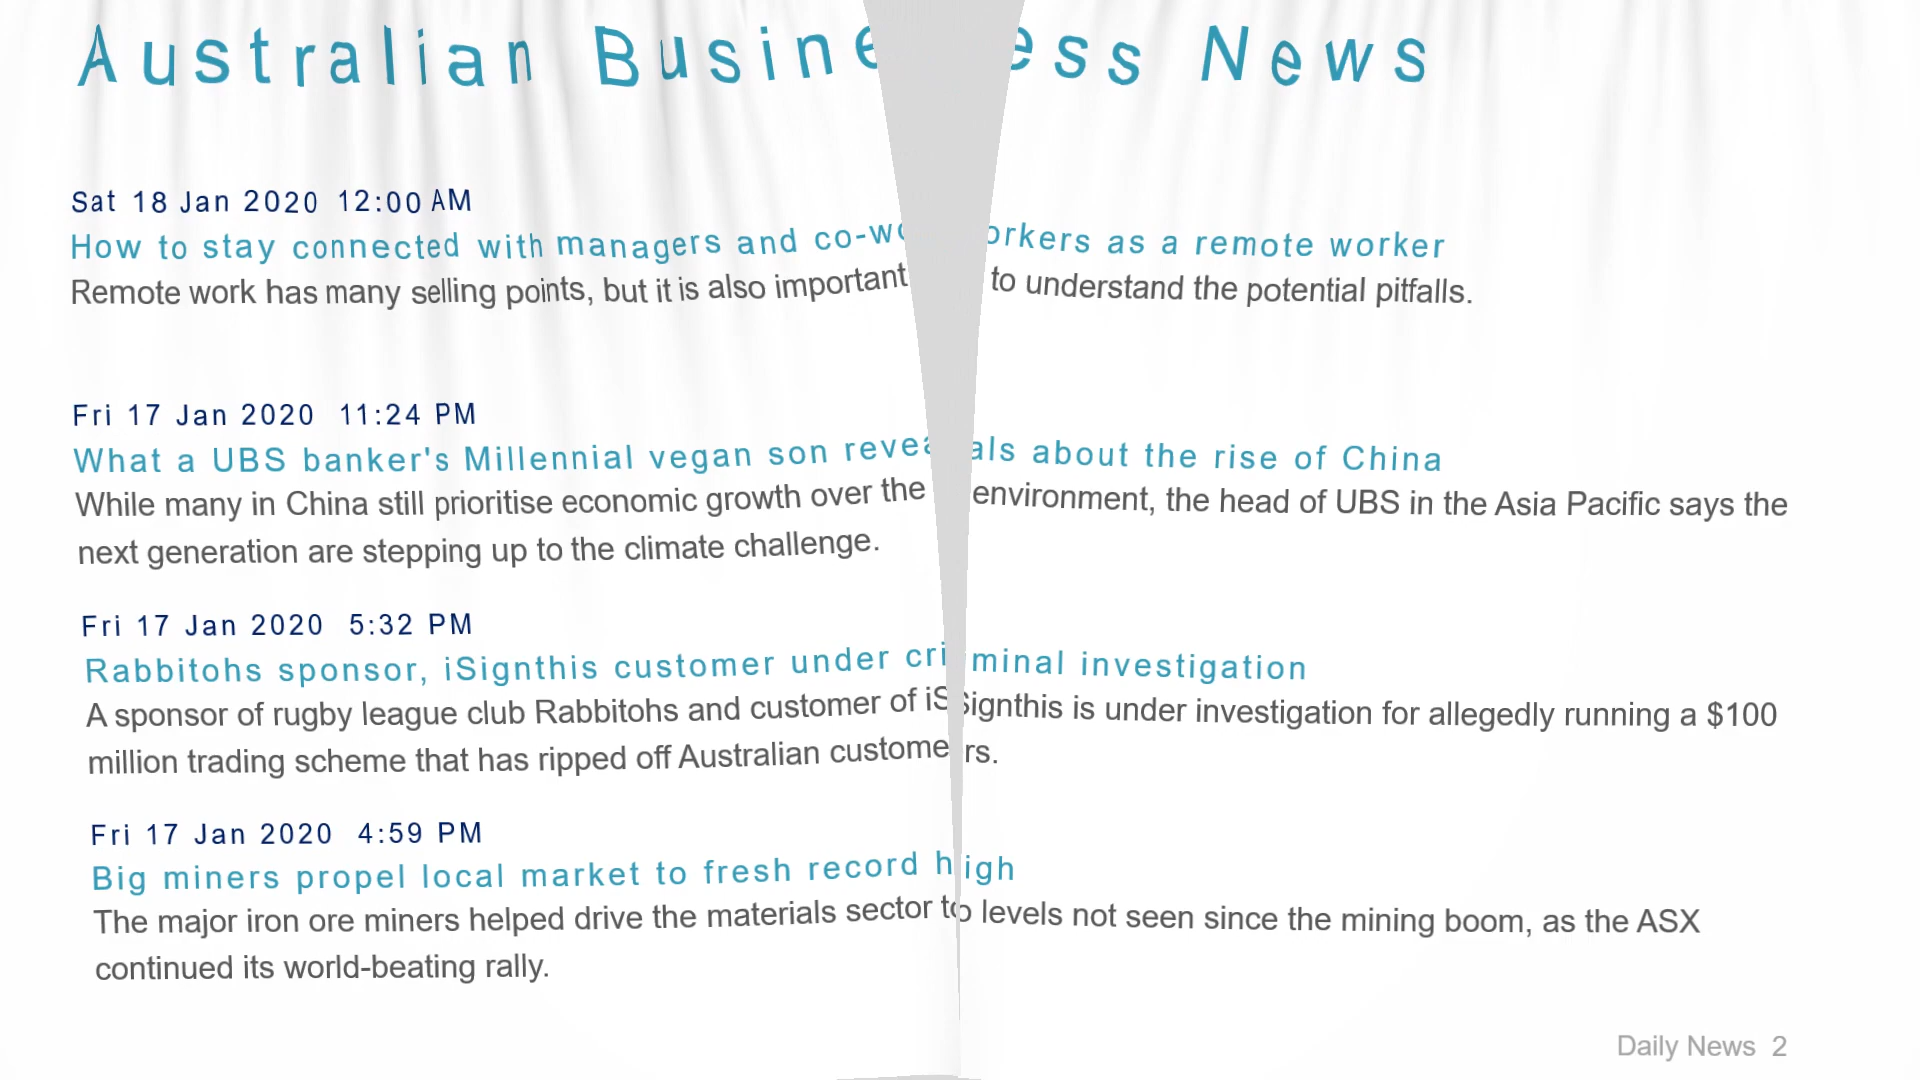 Australian Business News
Sat 18 Jan 2020 12:00 AM
How to stay connected with managers and co-workers as a remote worker
Remote work has many selling points, but it is also important to understand the potential pitfalls.
Fri 17 Jan 2020 11:24 PM
What a UBS banker's Millennial vegan son reveals about the rise of China
While many in China still prioritise economic growth over the environment, the head of UBS in the Asia Pacific says the
next generation are stepping up to the climate challenge.
Fri 17 Jan 2020 5:32 PM
Rabbitohs sponsor, iSignthis customer under criminal investigation
A sponsor of rugby league club Rabbitohs and customer of iSignthis is under investigation for allegedly running a $100
million trading scheme that has ripped off Australian customers.
Fri 17 Jan 2020 4:59 PM
Big miners propel local market to fresh record high
The major iron ore miners helped drive the materials sector to levels not seen since the mining boom, as the ASX
continued its world-beating rally.
Daily News 2